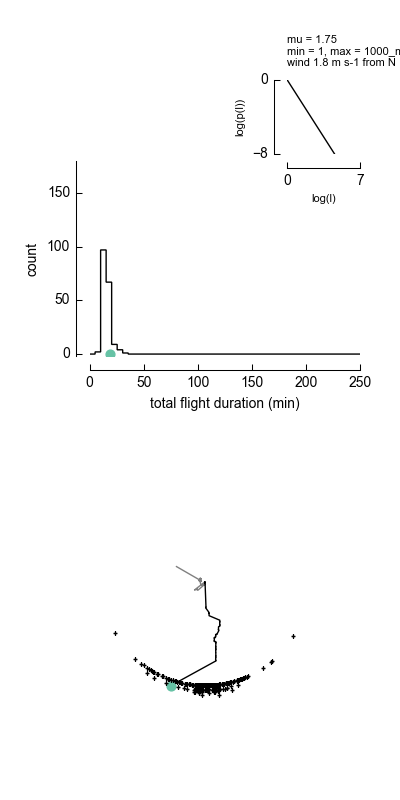 mu = 1.75
min = 1, max = 1000_m
wind 1.8 m s-1 from N
0
log(p(l))
−8
0 7
log(l)
150
100
count
50
0
0 50 100 150 200 250
total flight duration (min)